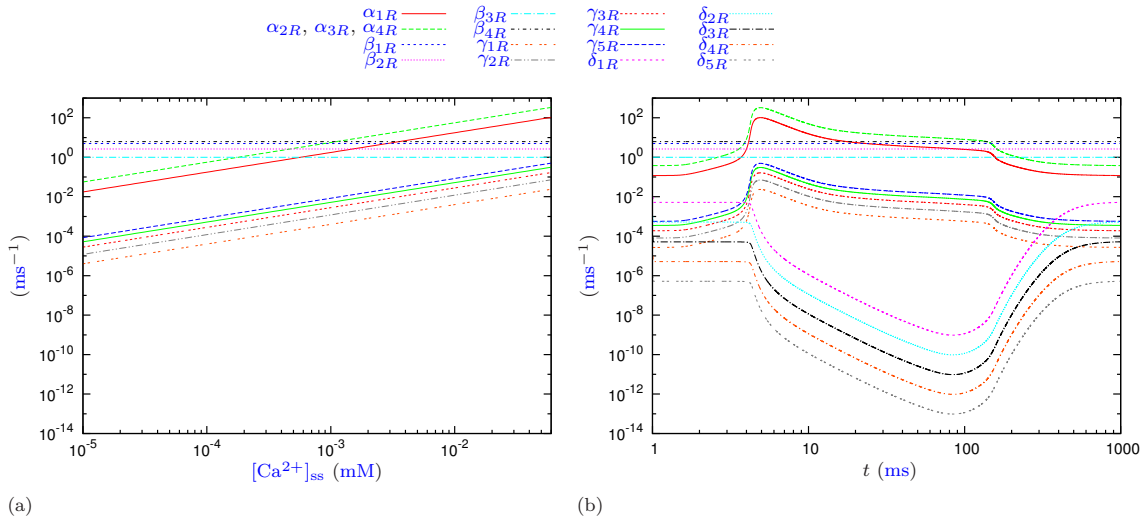 α1R β3R γ3R δ2R
α2R, α3R, α4R β4R γ4R δ3R
β1R γ1R γ5R δ4R
β2R γ2R δ1R δ5R
10^2 10^2
10^0 10^0
10^-2 10^-2
10^-4 10^-4
(ms^−1) (ms^−1)
10^-6 10^-6
10^-8 10^-8
10^-10 10^-10
10^-12 10^-12
10^-14 10^-14
10^-5 10^-4 10^-3 10^-2 1 10 100 1000
[Ca^2+]ss (mM) t (ms)
(a) (b)